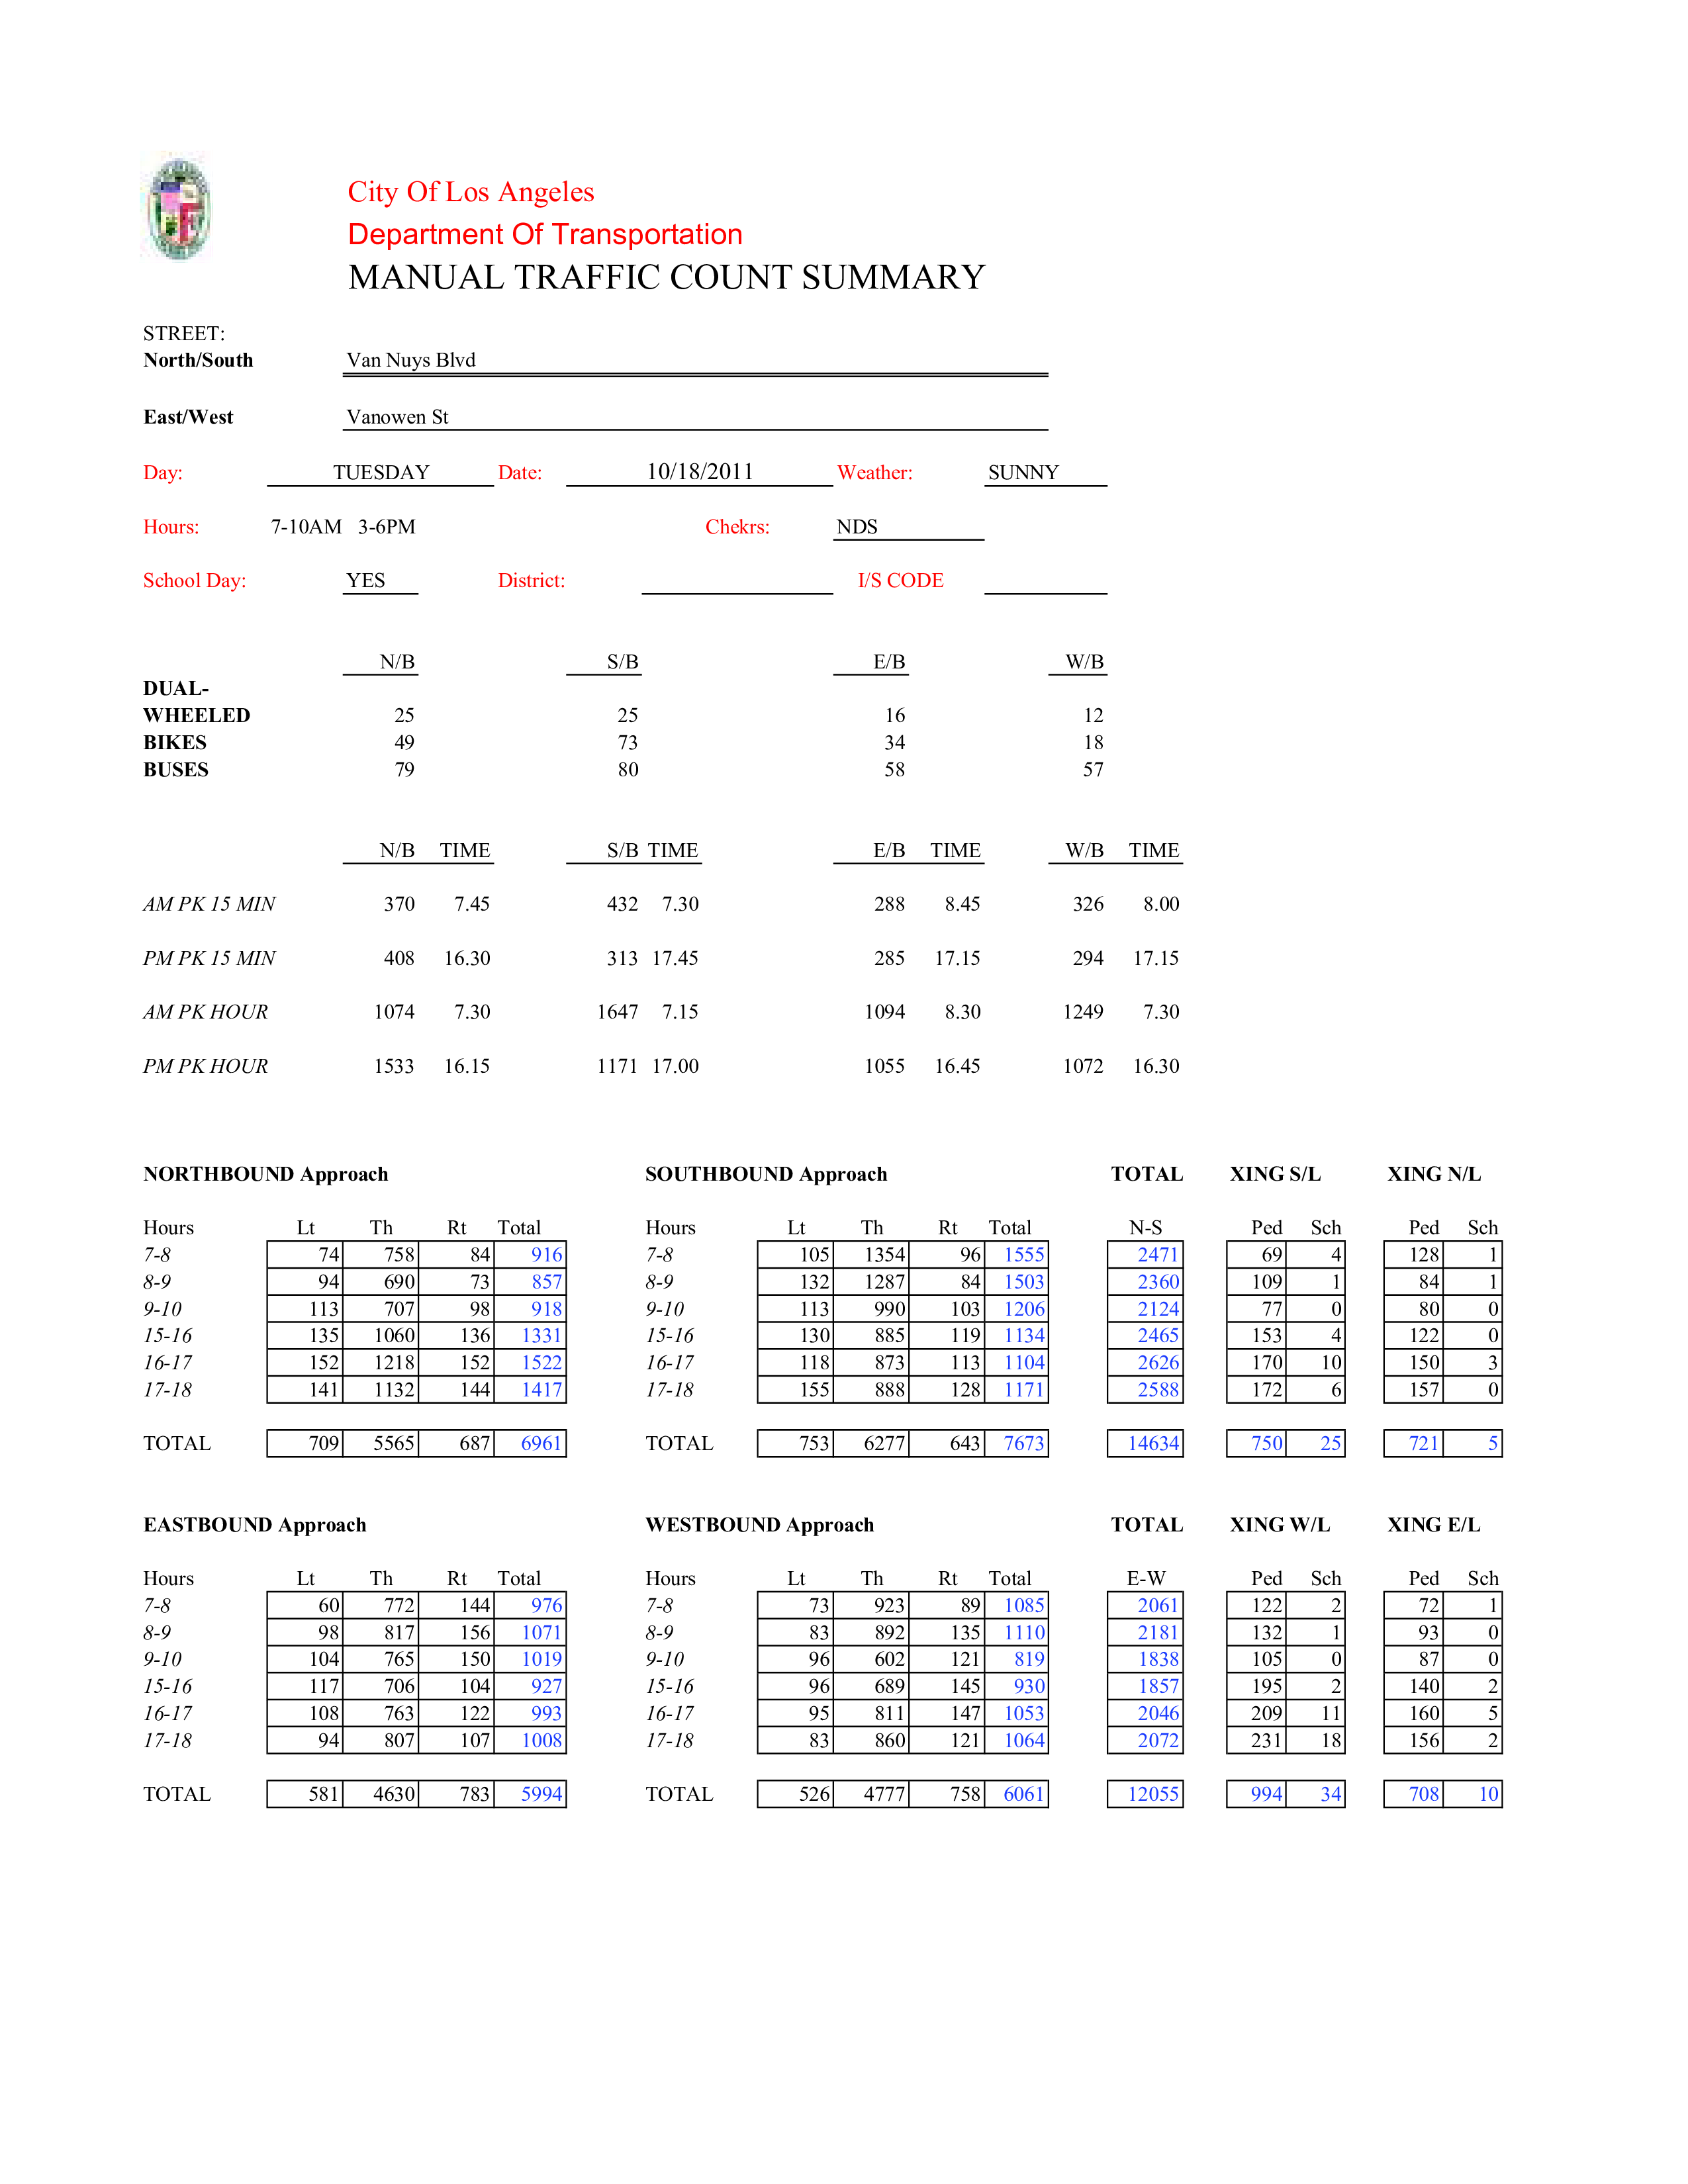 City Of Los Angeles
Department Of Transportation
MANUAL TRAFFIC COUNT SUMMARY
STREET:
North/South Van Nuys Blvd
East/West Vanowen St
Day: TUESDAY Date: 10/18/2011 Weather: SUNNY
Hours: 7-10AM 3-6PM Chekrs: NDS
School Day: YES District: I/S CODE
N/B S/B E/B W/B
DUAL-
WHEELED 25 25 16 12
BIKES 49 73 34 18
BUSES 79 80 58 57
N/B TIME S/B TIME E/B TIME W/B TIME
AM PK 15 MIN 370 7.45 432 7.30 288 8.45 326 8.00
PM PK 15 MIN 408 16.30 313 17.45 285 17.15 294 17.15
AM PK HOUR 1074 7.30 1647 7.15 1094 8.30 1249 7.30
PM PK HOUR 1533 16.15 1171 17.00 1055 16.45 1072 16.30
NORTHBOUND Approach SOUTHBOUND Approach TOTAL XING S/L XING N/L
Hours Lt Th Rt Total Hours Lt Th Rt Total N-S Ped Sch Ped Sch
7-8 74 758 84 916 7-8 105 1354 96 1555 2471 69 4 128 1
8-9 94 690 73 857 8-9 132 1287 84 1503 2360 109 1 84 1
9-10 113 707 98 918 9-10 113 990 103 1206 2124 77 0 80 0
15-16 135 1060 136 1331 15-16 130 885 119 1134 2465 153 4 122 0
16-17 152 1218 152 1522 16-17 118 873 113 1104 2626 170 10 150 3
17-18 141 1132 144 1417 17-18 155 888 128 1171 2588 172 6 157 0
TOTAL 709 5565 687 6961 TOTAL 753 6277 643 7673 14634 750 25 721 5
EASTBOUND Approach WESTBOUND Approach TOTAL XING W/L XING E/L
Hours Lt Th Rt Total Hours Lt Th Rt Total E-W Ped Sch Ped Sch
7-8 60 772 144 976 7-8 73 923 89 1085 2061 122 2 72 1
8-9 98 817 156 1071 8-9 83 892 135 1110 2181 132 1 93 0
9-10 104 765 150 1019 9-10 96 602 121 819 1838 105 0 87 0
15-16 117 706 104 927 15-16 96 689 145 930 1857 195 2 140 2
16-17 108 763 122 993 16-17 95 811 147 1053 2046 209 11 160 5
17-18 94 807 107 1008 17-18 83 860 121 1064 2072 231 18 156 2
TOTAL 581 4630 783 5994 TOTAL 526 4777 758 6061 12055 994 34 708 10